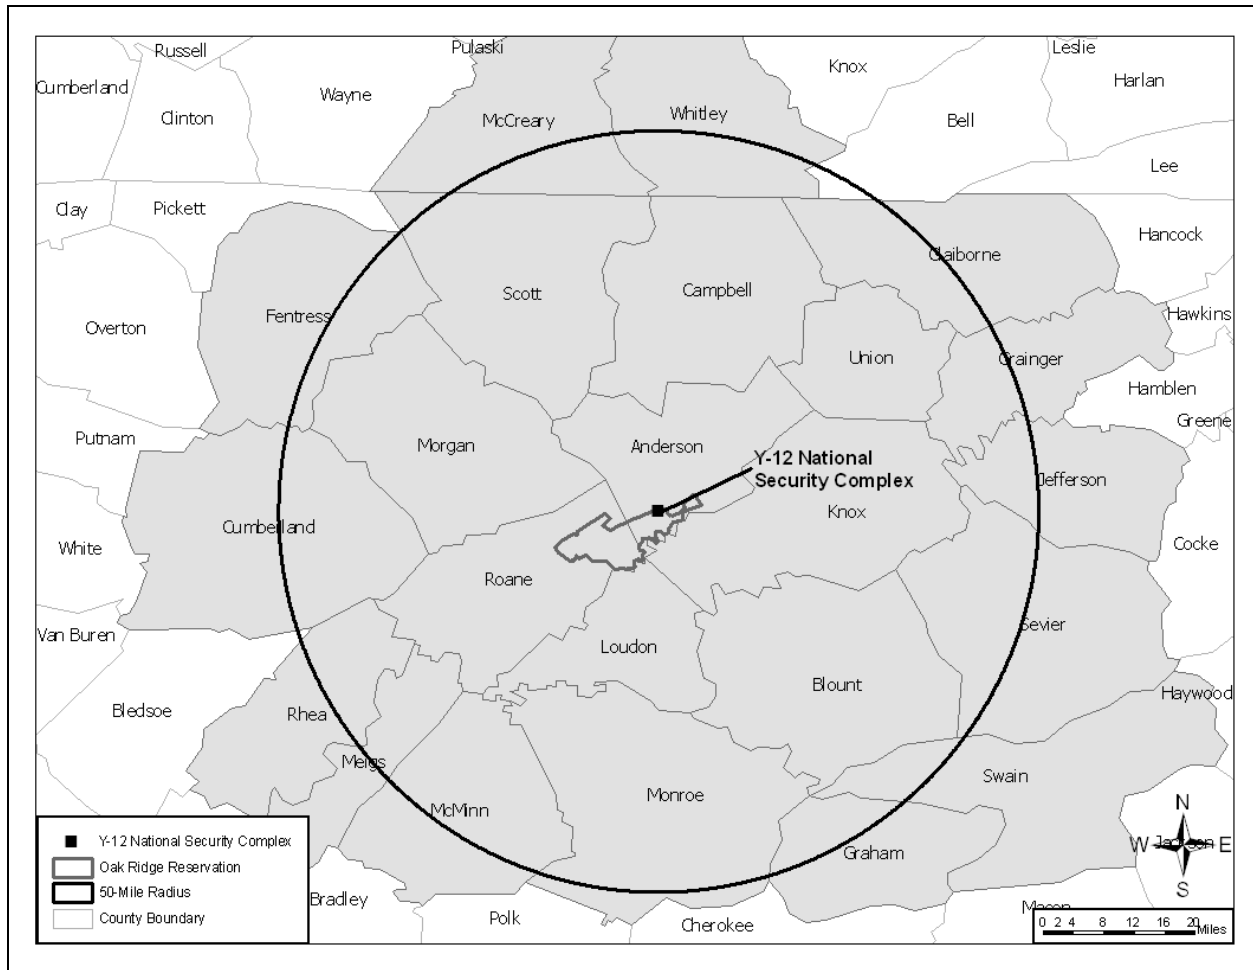 Russell
Pulaski
Leslie
Cumberland
Wayne
Knox
Harlan
Clinton
McCreary
Whitley
Bell
Lee
Clay
Pickett
Hancock
Claiborne
Scott
Campbell
Overton
Fentress
Hawkins
Union
Grainger
Hamblen
Greene
Putnam
Morgan
Anderson
Y-12 National
Security Complex
Jefferson
Knox
Cumberland
White
Cocke
Roane
Van Buren
Sevier
Loudon
Blount
Haywood
Bledsoe
Rhea
Meigs
Swain
Monroe
McMinn
N
Jackson
W
E
Graham
S
Y-12 National Security Complex
Oak Ridge Reservation
50-Mile Radius
County Boundary
Bradley
Polk
Cherokee
Macon
0 2 4 8 12 16 20
Miles